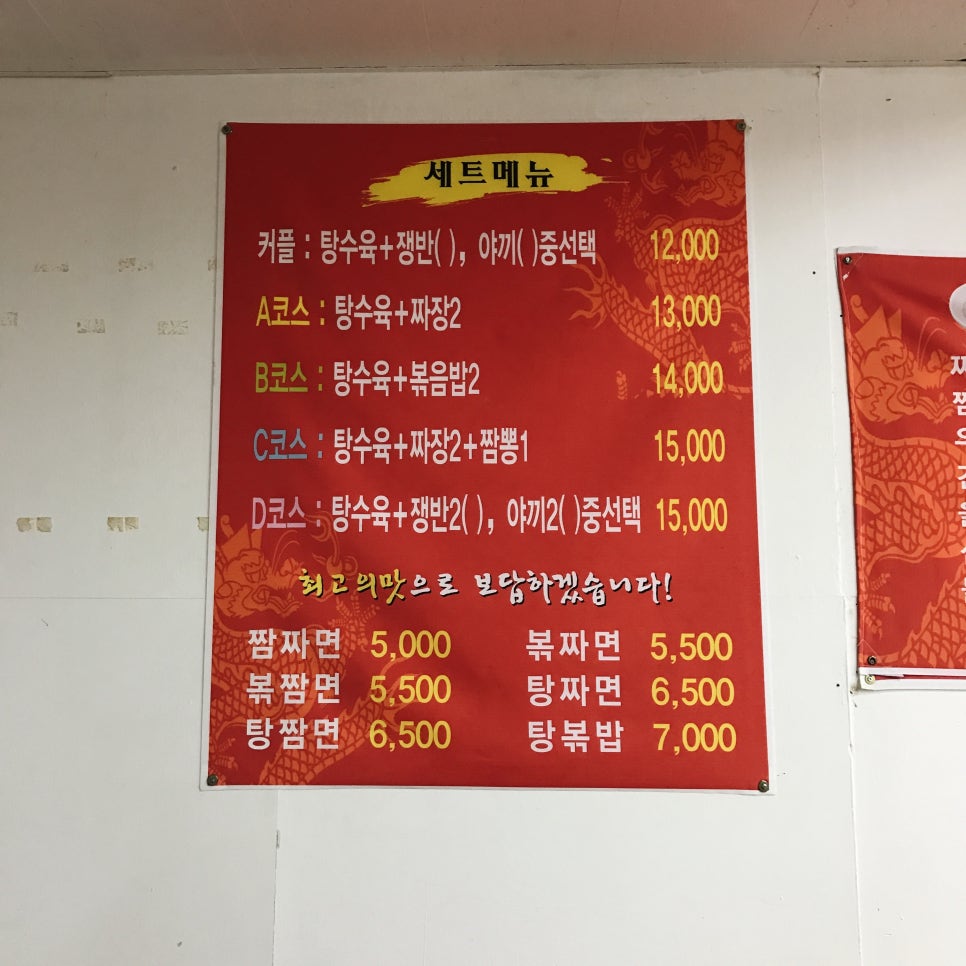 세트메뉴
커플 : 탕수육+쟁반( ), 야끼( )중선택 12,000
A코스 : 탕수육+짜장2 13,000
B코스 : 탕수육+볶음밥2 14,000
C코스 : 탕수육+짜장2+짬뽕1 15,000
D코스 : 탕수육+쟁반2( ), 야끼2( )중선택 15,000
최고의맛으로 보답하겠습니다!
짬짜면 5,000 볶짜면 5,500
볶짬면 5,500 탕짜면 6,500
탕짬면 6,500 탕볶밥 7,000